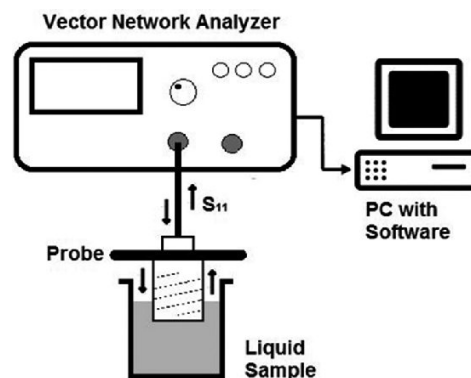 Vector Network Analyzer
S₁₁
PC with
Software
Probe
Liquid
Sample